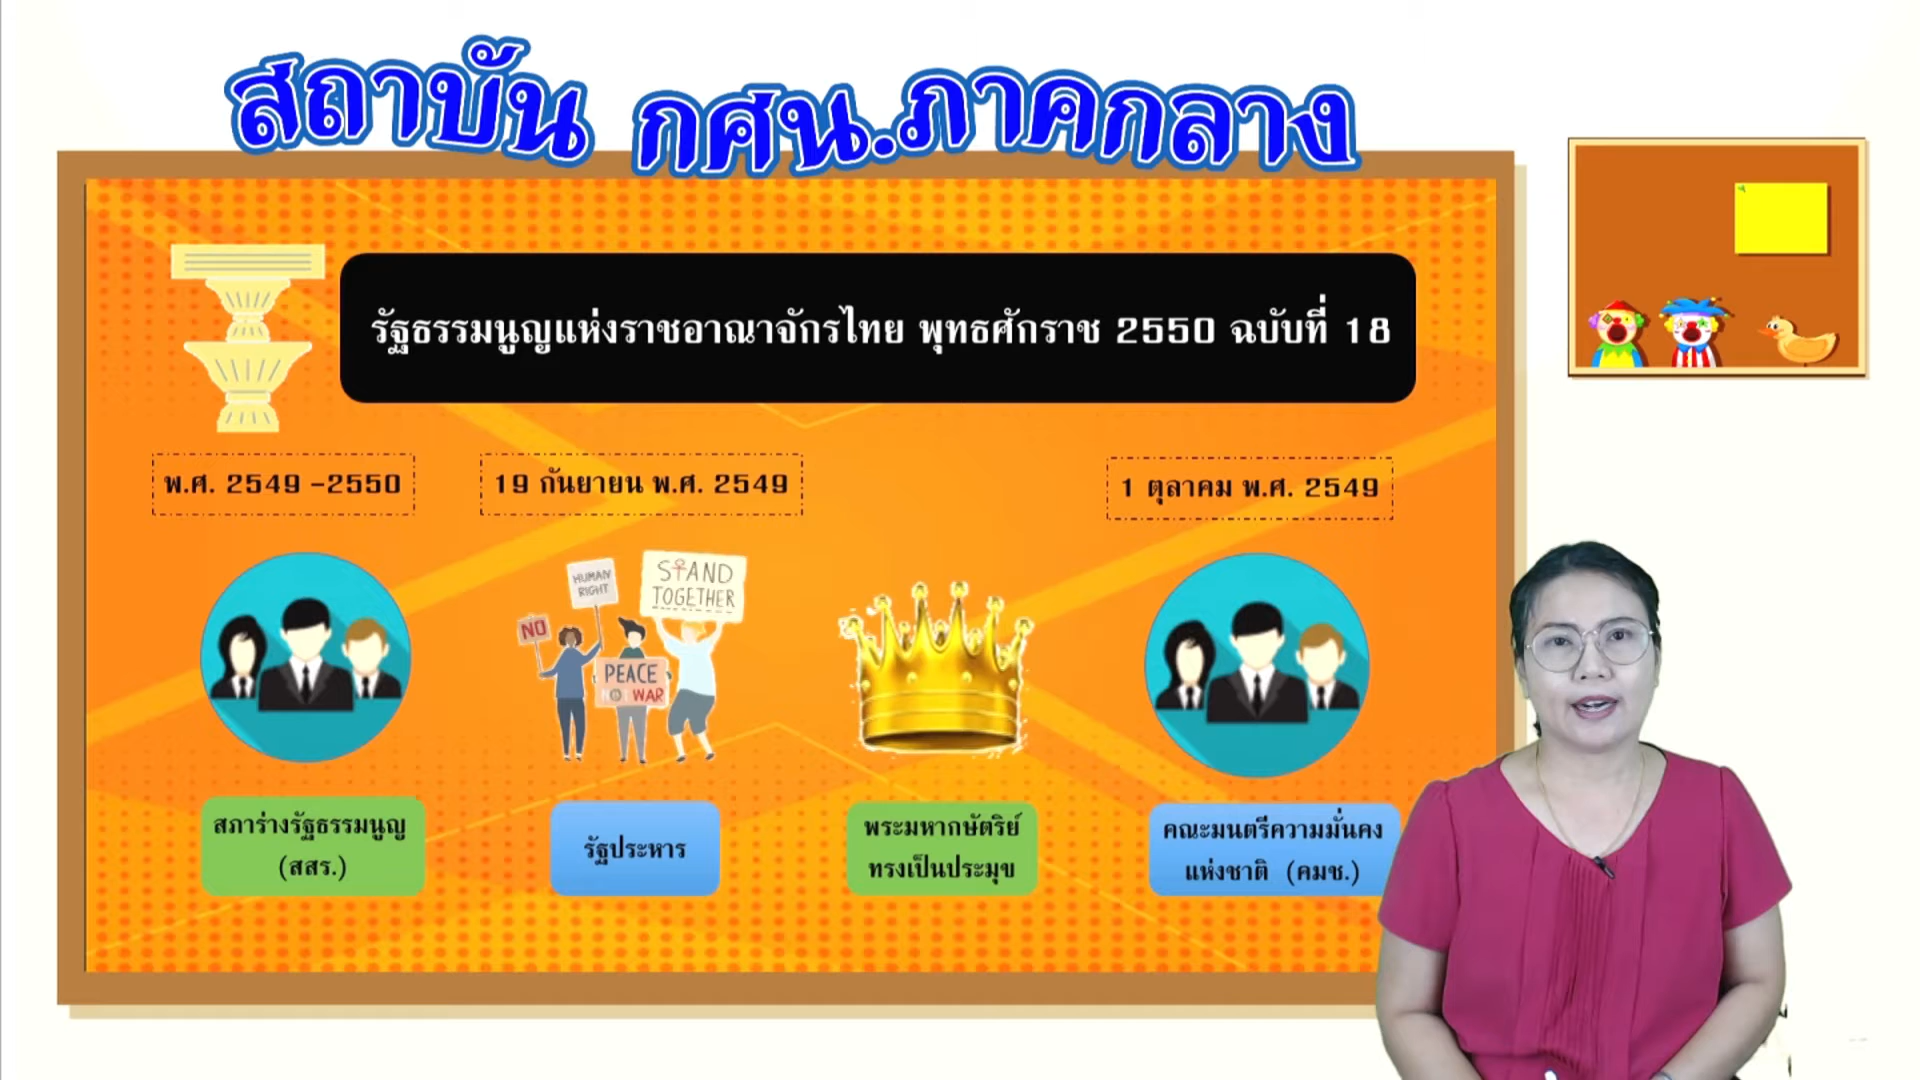 สถาบัน กศน.ภาคกลาง
รัฐธรรมนูญแห่งราชอาณาจักรไทย พุทธศักราช 2550 ฉบับที่ 18
พ.ศ. 2549 -2550
19 กันยายน พ.ศ. 2549
1 ตุลาคม พ.ศ. 2549
HUMAN
RIGHT
STAND
TOGETHER
NO
PEACE
NOT WAR
สภาร่างรัฐธรรมนูญ
(สสร.)
รัฐประหาร
พระมหากษัตริย์
ทรงเป็นประมุข
คณะมนตรีความมั่นคง
แห่งชาติ (คมช.)